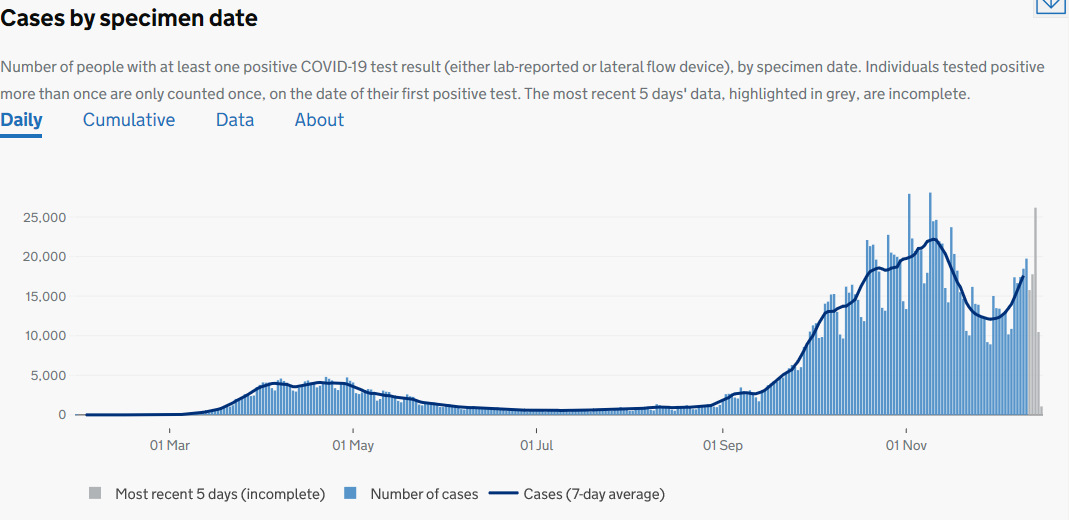 Cases by specimen date
Number of people with at least one positive COVID-19 test result (either lab-reported or lateral flow device), by specimen date. Individuals tested positive
more than once are only counted once, on the date of their first positive test. The most recent 5 days' data, highlighted in grey, are incomplete.
Daily Cumulative Data About
25,000
20,000
15,000
10,000
5,000
0
01 Mar 01 May 01 Jul 01 Sep 01 Nov
Most recent 5 days (incomplete) Number of cases Cases (7-day average)